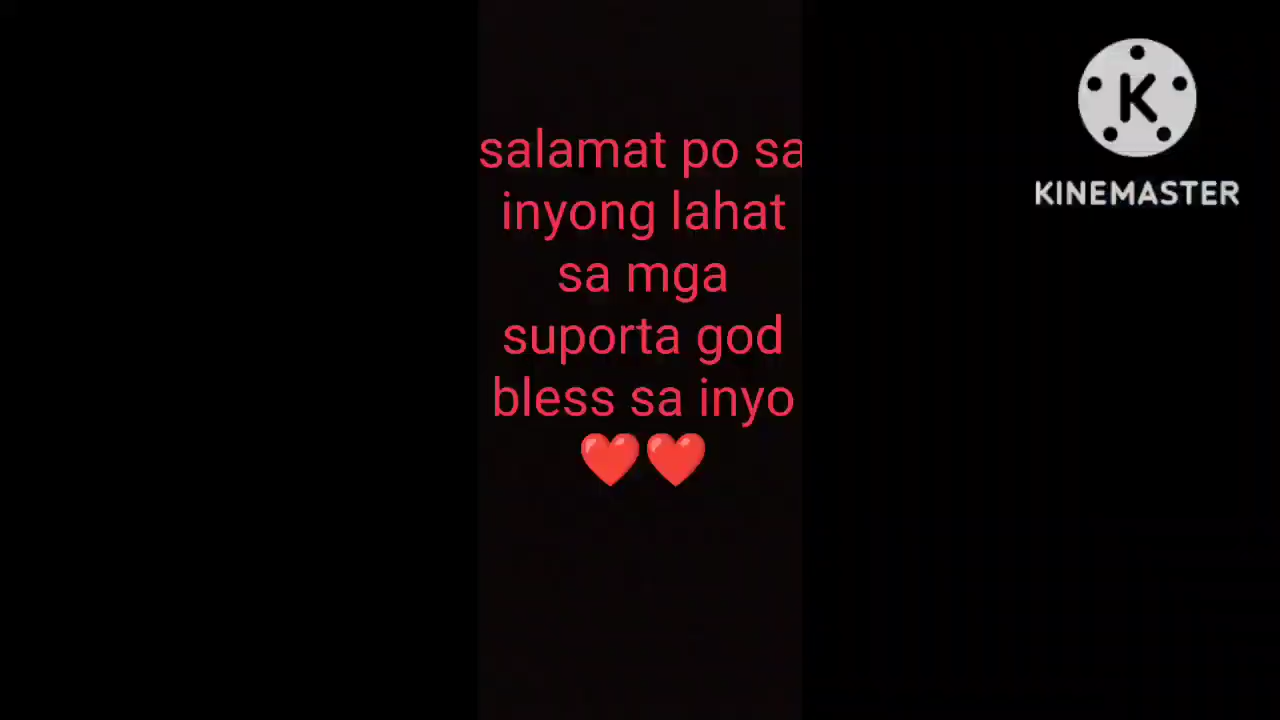 salamat po sa
inyong lahat
sa mga
suporta god
bless sa inyo
❤️❤️
K
KINEMASTER